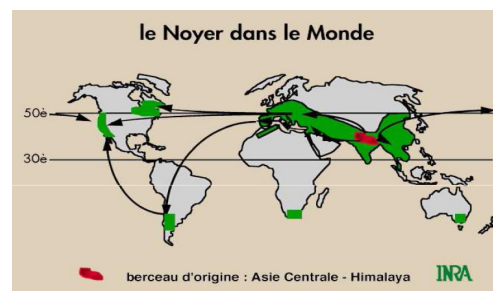 le Noyer dans le Monde
50è
30è
berceau d'origine : Asie Centrale - Himalaya
INRA